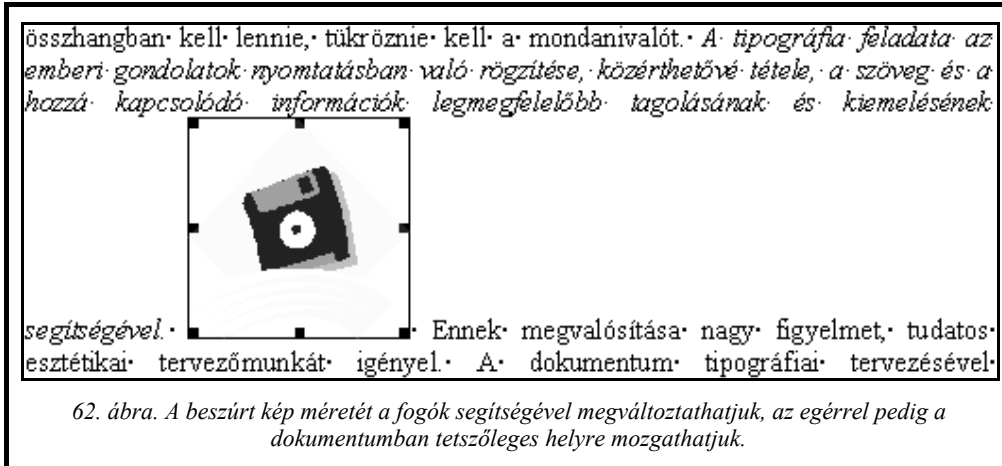 összhangban kell lennie, tükröznie kell a mondanivalót. A tipográfia feladata az
emberi gondolatok nyomtatásban való rögzítése, közérthetővé tétele, a szöveg és a
hozzá kapcsolódó információk legmegfelelőbb tagolásának és kiemelésének
segítségével. Ennek megvalósítása nagy figyelmet, tudatos
esztétikai tervezőmunkát igényel. A dokumentum tipográfiai tervezésével
62. ábra. A beszúrt kép méretét a fogók segítségével megváltoztathatjuk, az egérrel pedig a
dokumentumban tetszőleges helyre mozgathatjuk.